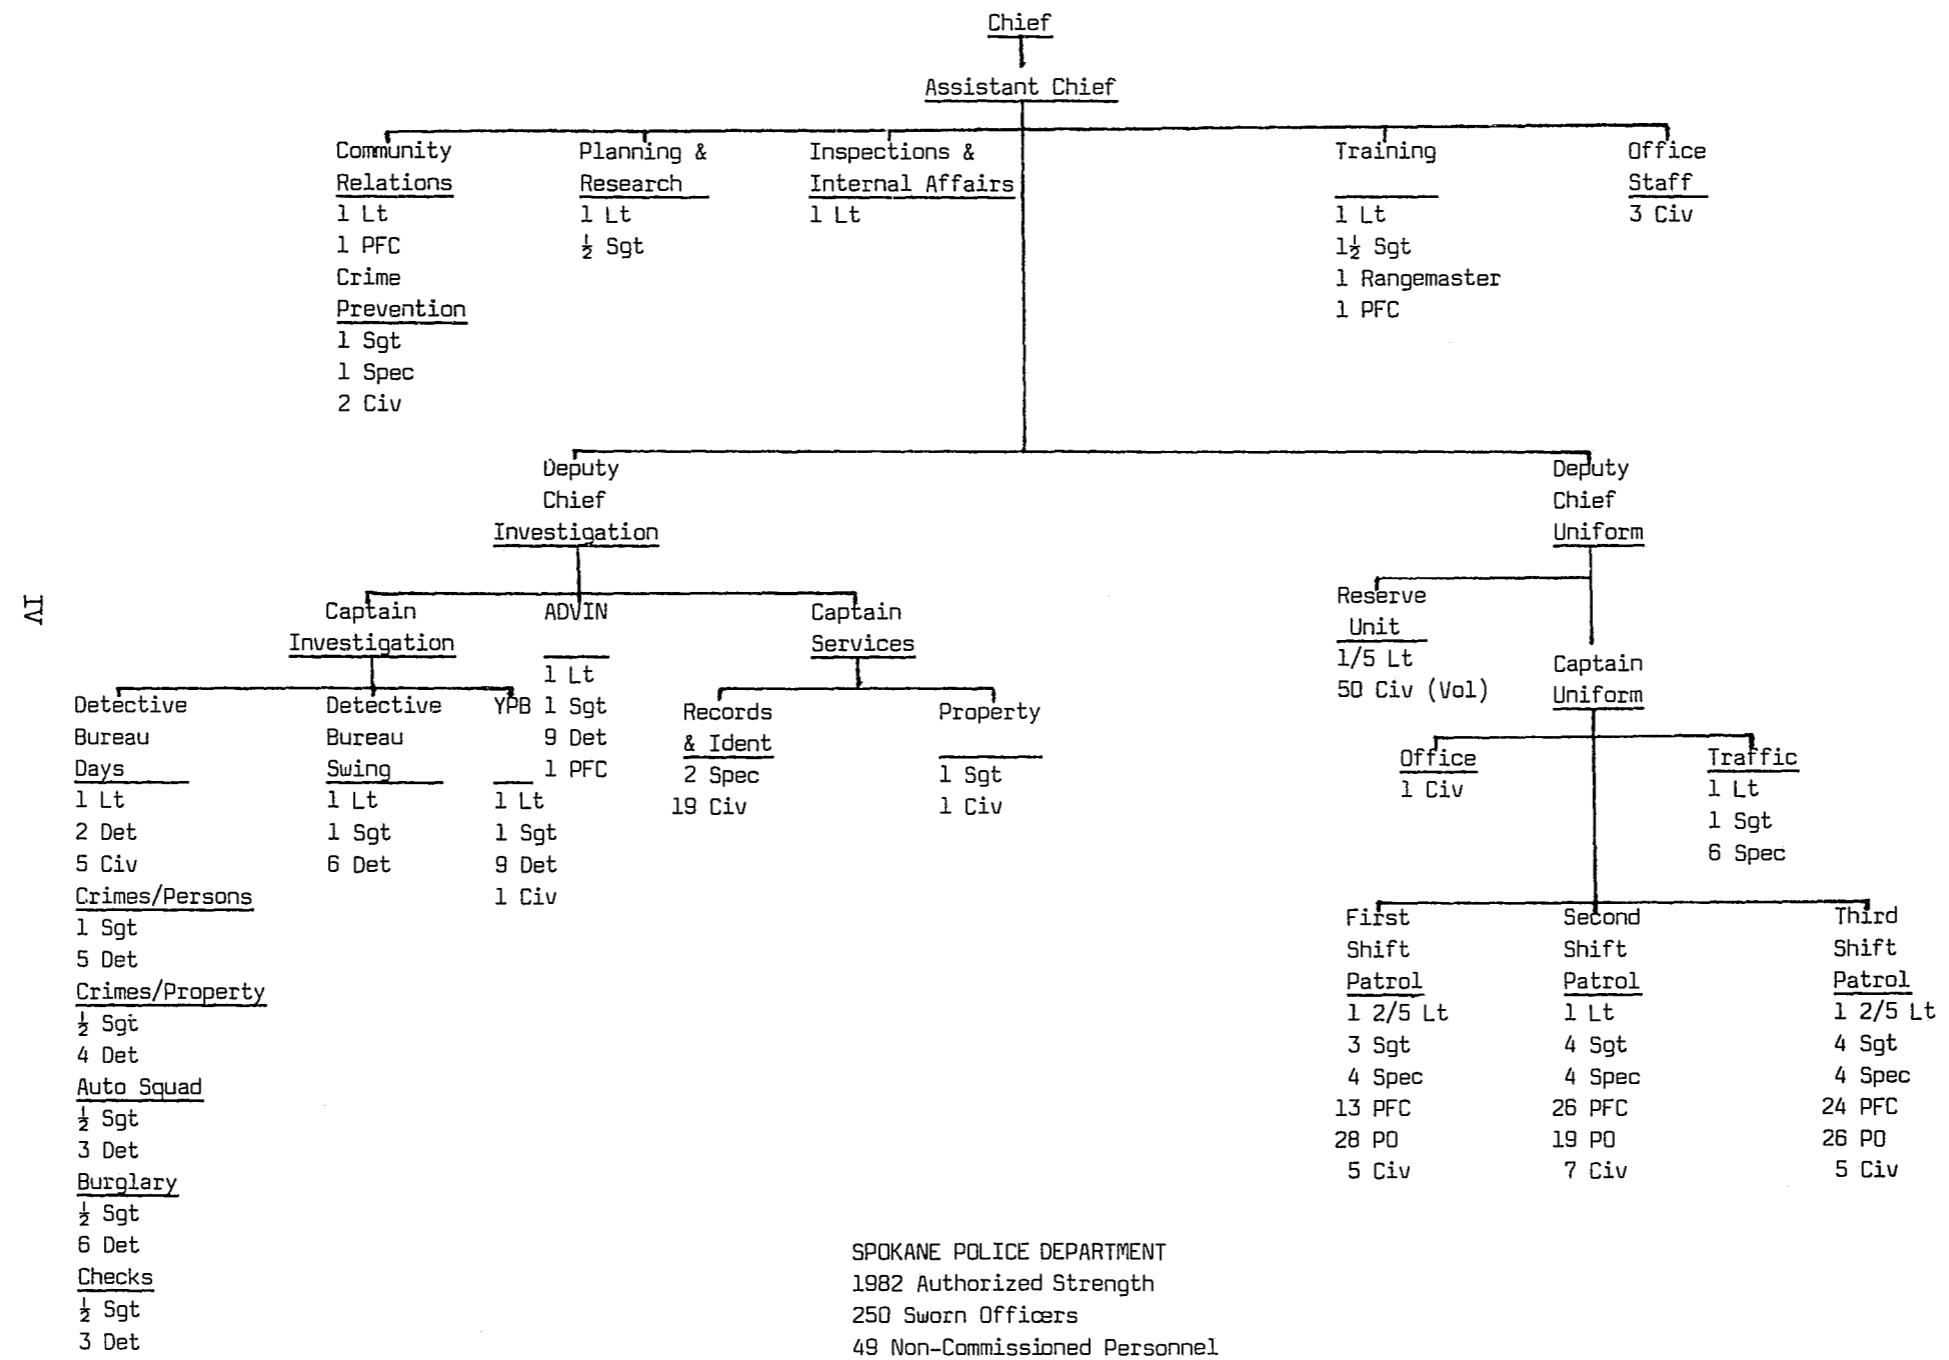 Chief
Assistant Chief
Community
Relations
1 Lt
1 PFC
Crime
Prevention
1 Sgt
1 Spec
2 Civ
Planning &
Research
1 Lt
½ Sgt
Inspections &
Internal Affairs
1 Lt
Training
1 Lt
1½ Sgt
1 Rangemaster
1 PFC
Office
Staff
3 Civ
Deputy
Chief
Investigation
Deputy
Chief
Uniform
IV
Captain
Investigation
ADVIN
1 Lt
1 Sgt
9 Det
1 PFC
Captain
Services
Detective
Bureau
Days
1 Lt
2 Det
5 Civ
Crimes/Persons
1 Sgt
5 Det
Crimes/Property
½ Sgt
4 Det
Auto Squad
½ Sgt
3 Det
Burglary
½ Sgt
6 Det
Checks
½ Sgt
3 Det
Detective
Bureau
Swing
1 Lt
1 Sgt
6 Det
YPB
1 Lt
1 Sgt
9 Det
1 Civ
Records
& Ident
2 Spec
19 Civ
Property
1 Sgt
1 Civ
Reserve
Unit
1/5 Lt
50 Civ (Vol)
Captain
Uniform
Office
1 Civ
Traffic
1 Lt
1 Sgt
6 Spec
First
Shift
Patrol
1 2/5 Lt
3 Sgt
4 Spec
13 PFC
28 PO
5 Civ
Second
Shift
Patrol
1 Lt
4 Sgt
4 Spec
26 PFC
19 PO
7 Civ
Third
Shift
Patrol
1 2/5 Lt
4 Sgt
4 Spec
24 PFC
26 PO
5 Civ
SPOKANE POLICE DEPARTMENT
1982 Authorized Strength
250 Sworn Officers
49 Non-Commissioned Personnel